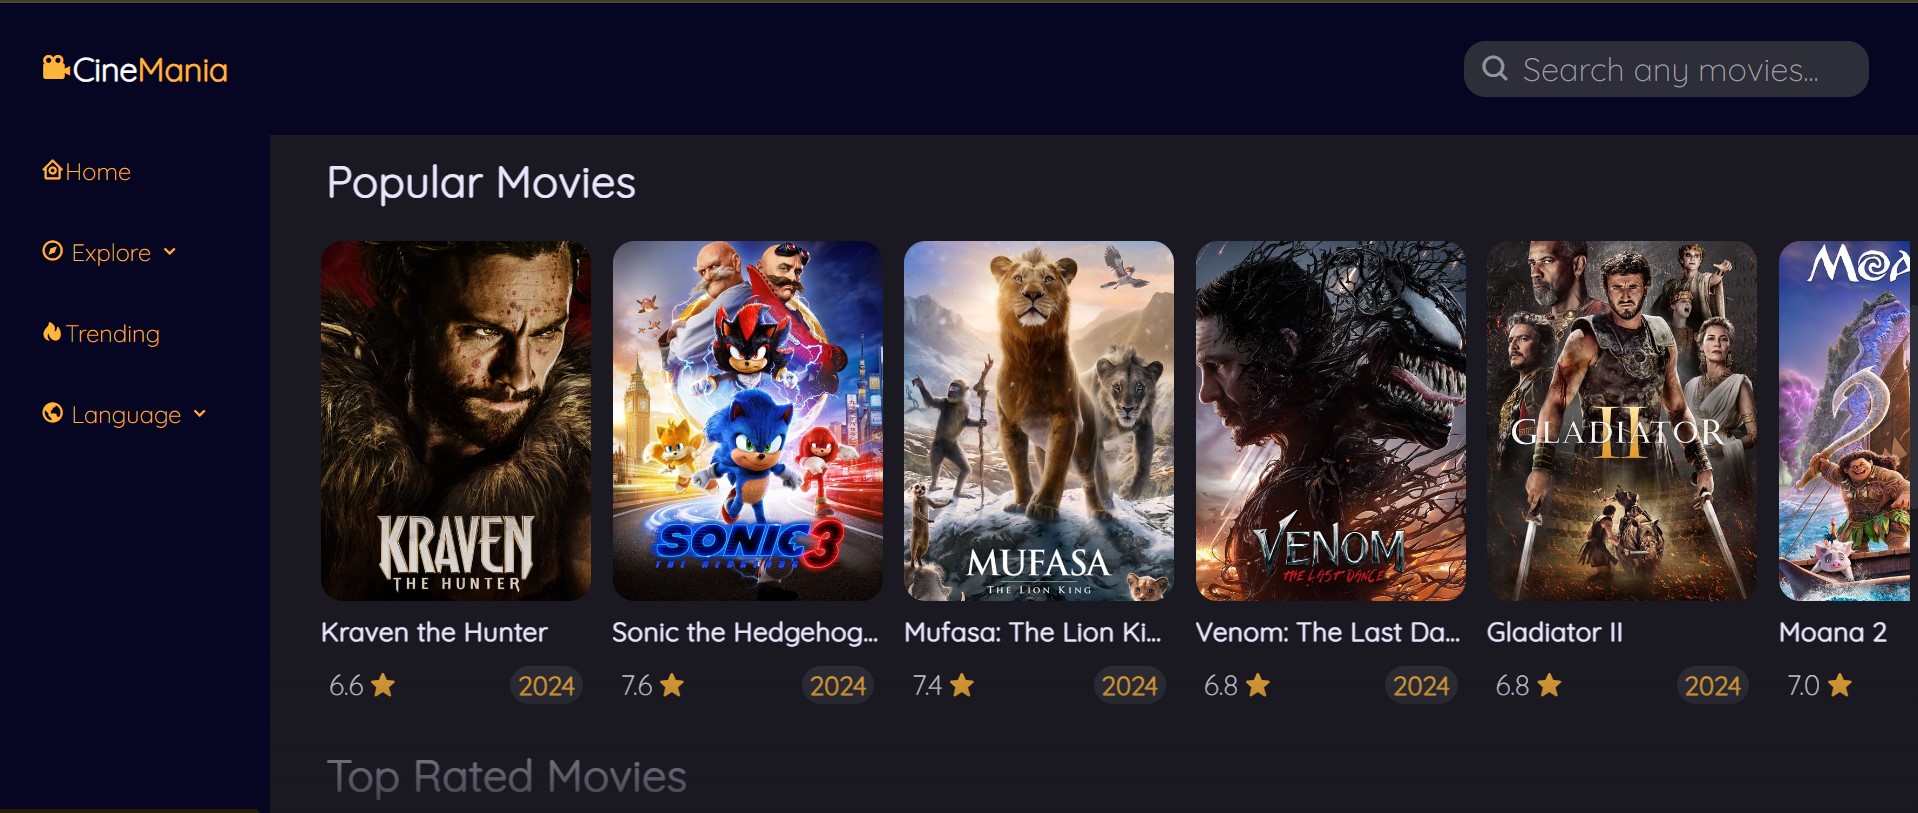 CineMania
Search any movies...
Home
Explore
Trending
Language
Popular Movies
KRAVEN
THE HUNTER
SONIC 3
THE HEDGEHOG
MUFASA
THE LION KING
VENOM
THE LAST DANCE
II
GLADIATOR
MOA
Kraven the Hunter
Sonic the Hedgehog...
Mufasa: The Lion Ki...
Venom: The Last Da...
Gladiator II
Moana 2
6.6 2024
7.6 2024
7.4 2024
6.8 2024
6.8 2024
7.0
Top Rated Movies